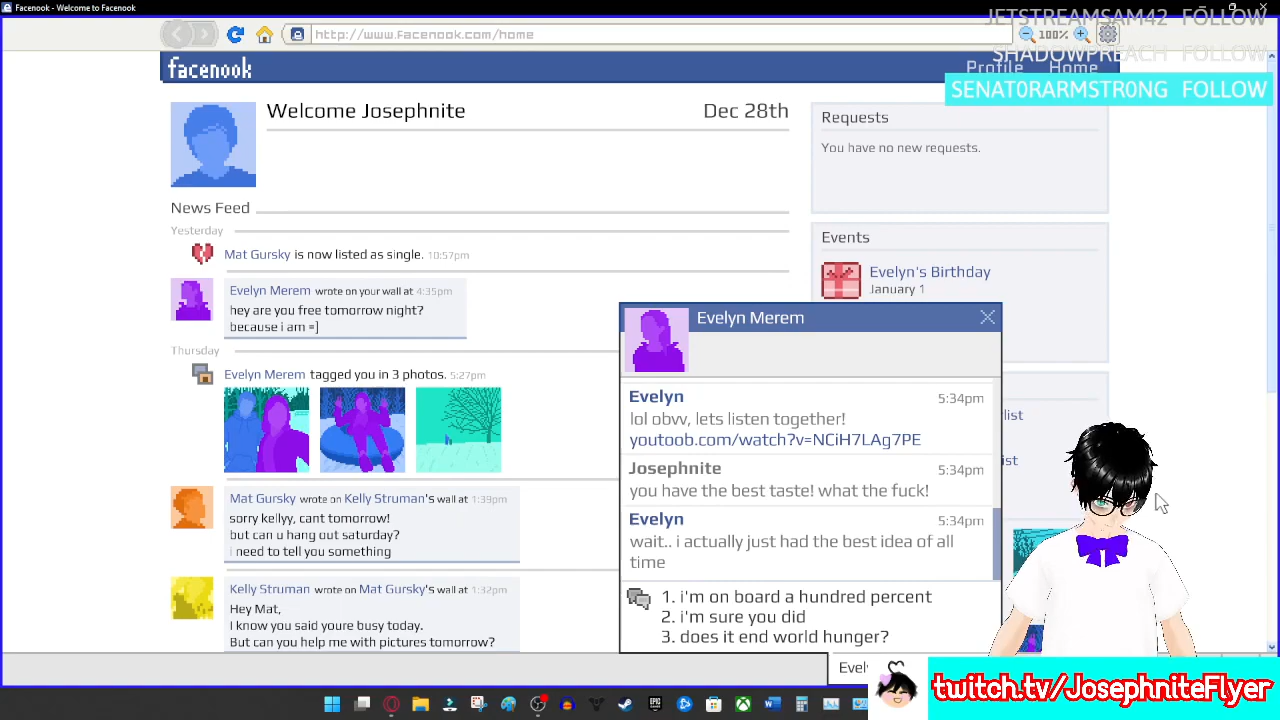 Facenook - Welcome to Facenook
JETSTREAMSAM42 FOLLOW
http://www.facenook.com/home
100%
SHADOWPREACH FOLLOW
facenook
Profile Home
SENAT0RARMSTR0NG FOLLOW
Welcome Josephnite
Dec 28th
Requests
You have no new requests.
News Feed
Yesterday
Mat Gursky is now listed as single. 10:57pm
Events
Evelyn's Birthday
January 1
Evelyn Merem wrote on your wall at 4:35pm
hey are you free tomorrow night?
because i am =]
Thursday
Evelyn Merem tagged you in 3 photos. 5:27pm
Mat Gursky wrote on Kelly Struman's wall at 1:39pm
sorry kellyy, cant tomorrow!
but can u hang out saturday?
i need to tell you something
Kelly Struman wrote on Mat Gursky's wall at 1:32pm
Hey Mat,
I know you said youre busy today.
But can you help me with pictures tomorrow?
Evelyn Merem
Evelyn
5:34pm
lol obvv, lets listen together!
youtoob.com/watch?v=NCiH7LAg7PE
Josephnite
5:34pm
you have the best taste! what the fuck!
Evelyn
5:34pm
wait.. i actually just had the best idea of all
time
1. i'm on board a hundred percent
2. i'm sure you did
3. does it end world hunger?
twitch.tv/JosephniteFlyer